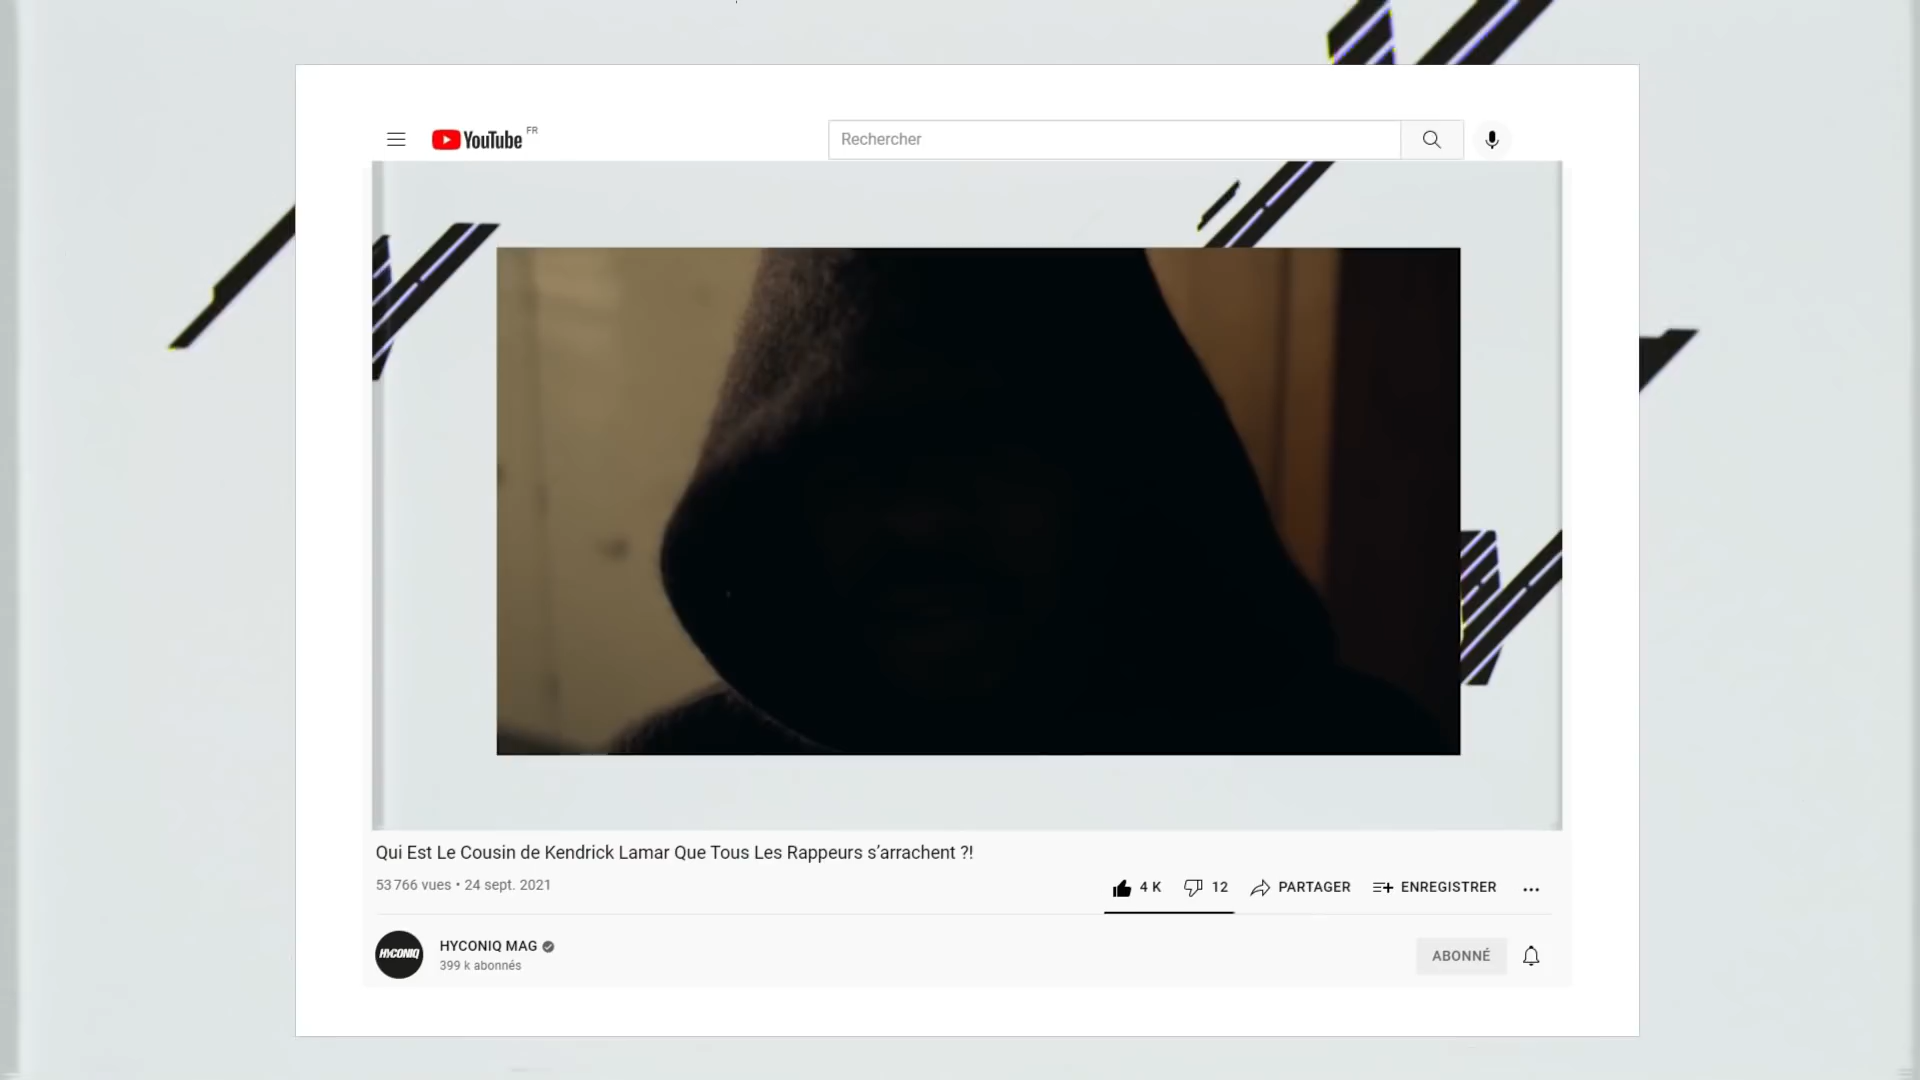 YouTube FR
Rechercher
Qui Est Le Cousin de Kendrick Lamar Que Tous Les Rappeurs s’arrachent ?!
53 766 vues • 24 sept. 2021
4 K 12 PARTAGER ENREGISTRER
HYCONIQ
HYCONIQ MAG
399 k abonnés
ABONNÉ